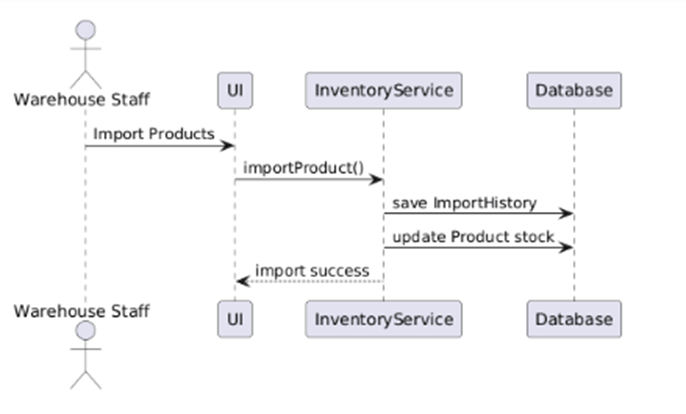 Warehouse Staff
UI
InventoryService
Database
Import Products
importProduct()
save ImportHistory
update Product stock
import success
Warehouse Staff
UI
InventoryService
Database